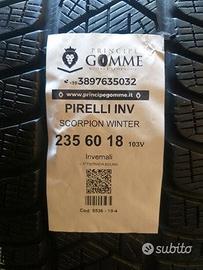 PRINCIPE
GOMME
+39 3897635032
www.principegomme.it
PIRELLI INV
SCORPION WINTER
235 60 18 103V
Invernali
Cod: 5536 - 19-4
subito